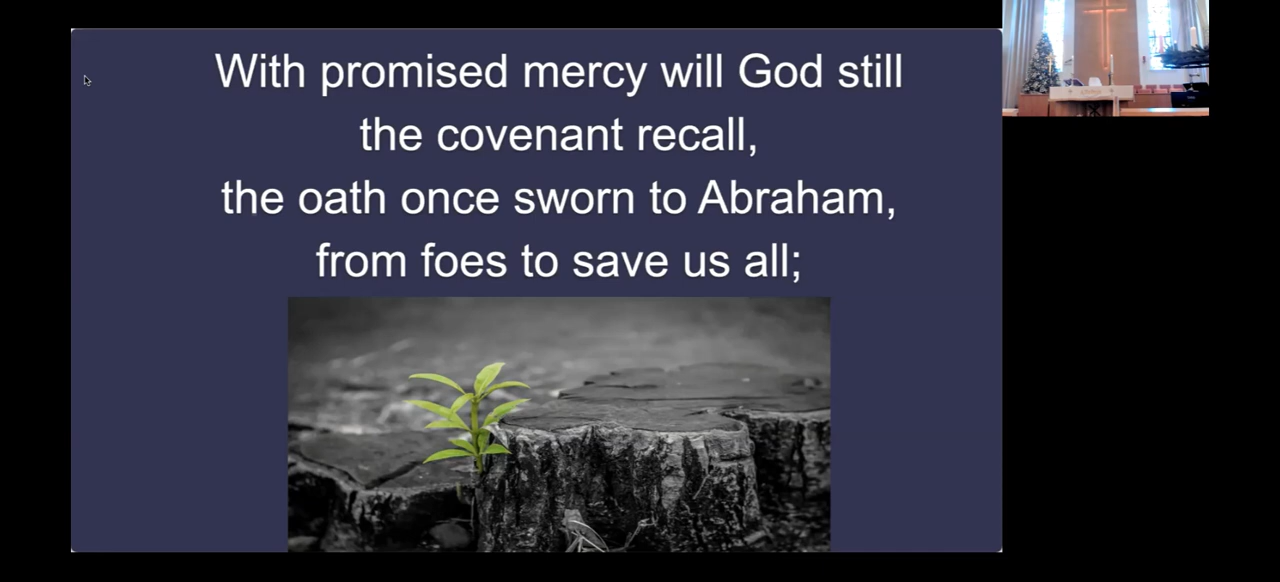 With promised mercy will God still
the covenant recall,
the oath once sworn to Abraham,
from foes to save us all;